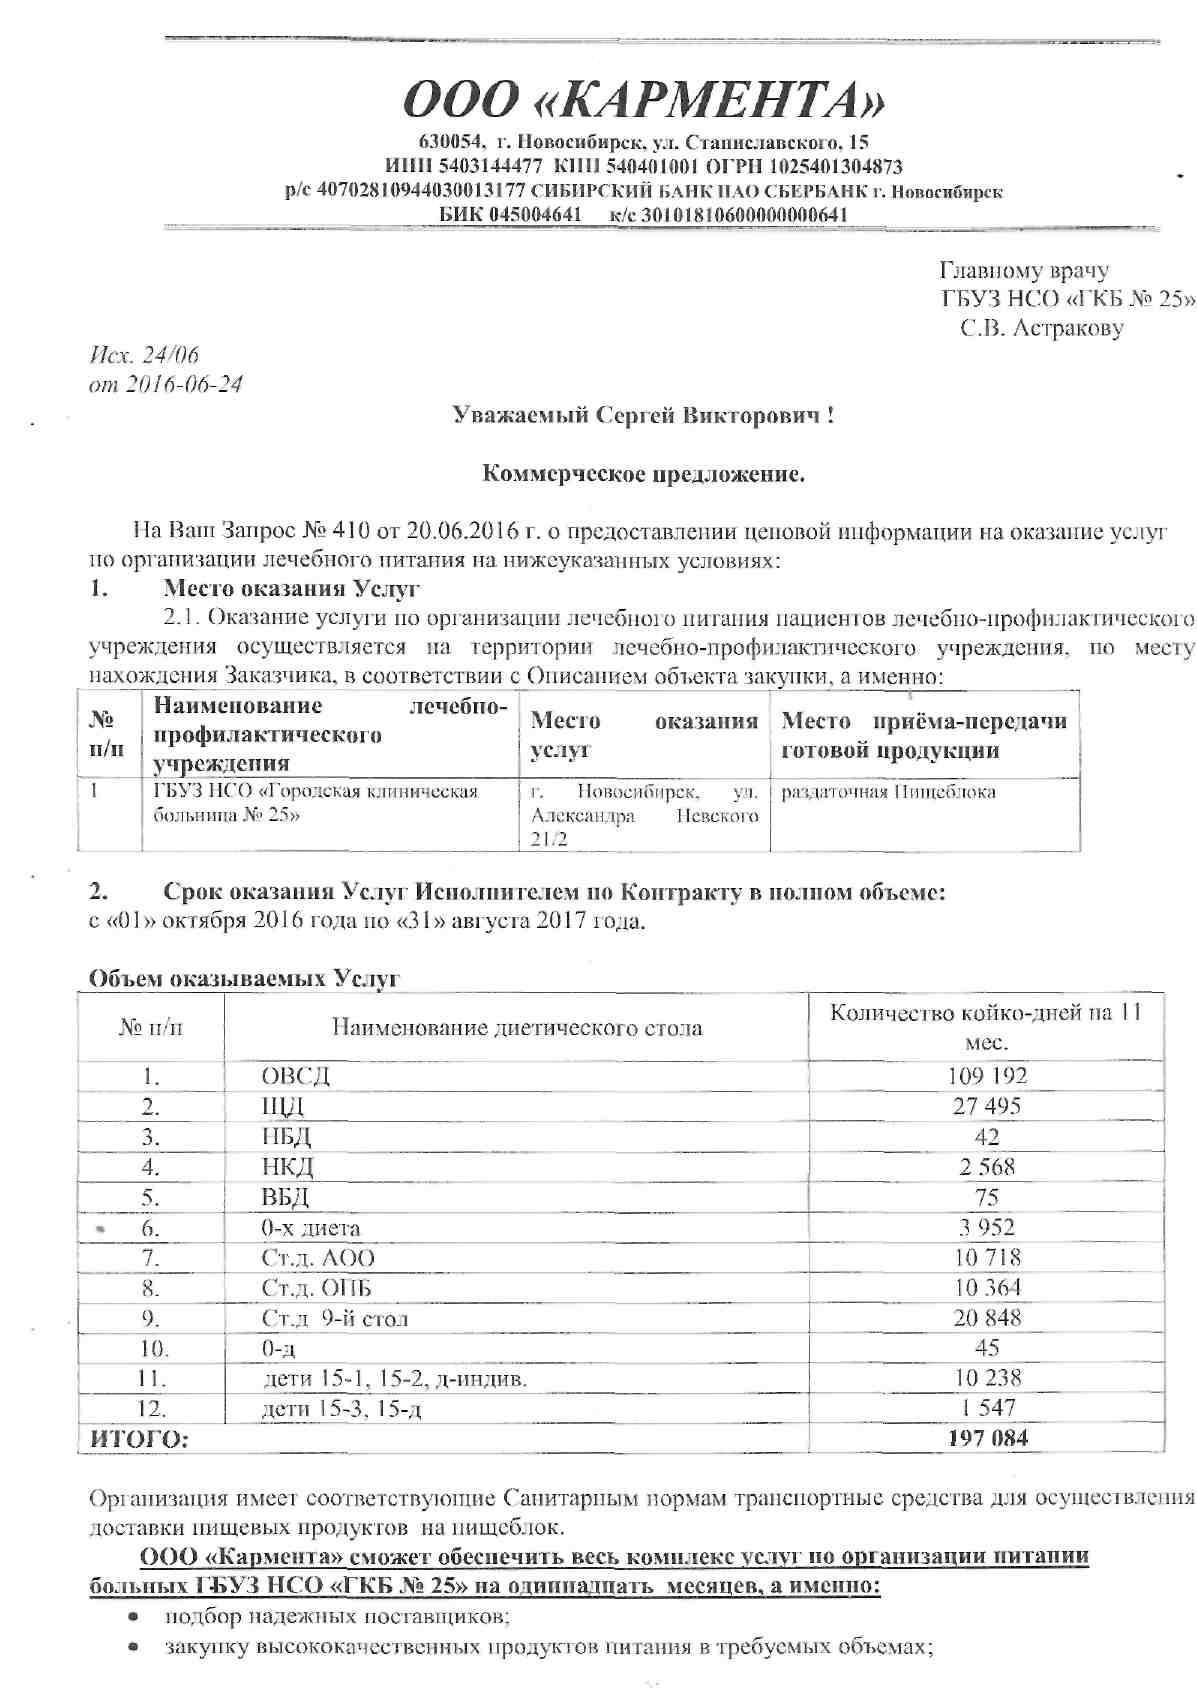 ООО «КАРМЕНТА»
630054, г. Новосибирск, ул. Станиславского, 15
ИНН 5403144477 КПП 540401001 ОГРН 1025401304873
р/с 40702810944030013177 СИБИРСКИЙ БАНК ПАО СБЕРБАНК г. Новосибирск
БИК 045004641 к/с 30101810600000000641
Главному врачу
ГБУЗ НСО «ГКБ № 25»
С.В. Астракову
Исх. 24/06
от 2016-06-24
Уважаемый Сергей Викторович !
Коммерческое предложение.
На Ваш Запрос № 410 от 20.06.2016 г. о предоставлении ценовой информации на оказание услуг
по организации лечебного питания на нижеуказанных условиях:
1. Место оказания Услуг
2.1. Оказание услуги по организации лечебного питания пациентов лечебно-профилактического
учреждения осуществляется на территории лечебно-профилактического учреждения, по месту
нахождения Заказчика, в соответствии с Описанием объекта закупки, а именно:
№ п/п
Наименование лечебно-
профилактического
учреждения
Место оказания
услуг
Место приёма-передачи
готовой продукции
1
ГБУЗ НСО «Городская клиническая
больница № 25»
г. Новосибирск, ул.
Александра Невского
21/2
раздаточная Пищеблока
2. Срок оказания Услуг Исполнителем по Контракту в полном объеме:
с «01» октября 2016 года по «31» августа 2017 года.
Объем оказываемых Услуг
№ п/п Наименование диетического стола Количество койко-дней на 11
мес.
1. ОВСД 109 192
2. ЩД 27 495
3. НБД 42
4. НКД 2 568
5. ВБД 75
6. 0-х диета 3 952
7. Ст.д. АОО 10 718
8. Ст.д. ОПБ 10 364
9. Ст.д 9-й стол 20 848
10. 0-д 45
11. дети 15-1, 15-2, д-индив. 10 238
12. дети 15-3, 15-д 1 547
ИТОГО: 197 084
Организация имеет соответствующие Санитарным нормам транспортные средства для осуществления
доставки пищевых продуктов на пищеблок.
ООО «Кармента» сможет обеспечить весь комплекс услуг по организации питании
больных ГБУЗ НСО «ГКБ № 25» на одиннадцать месяцев, а именно:
• подбор надежных поставщиков;
• закупку высококачественных продуктов питания в требуемых объемах;